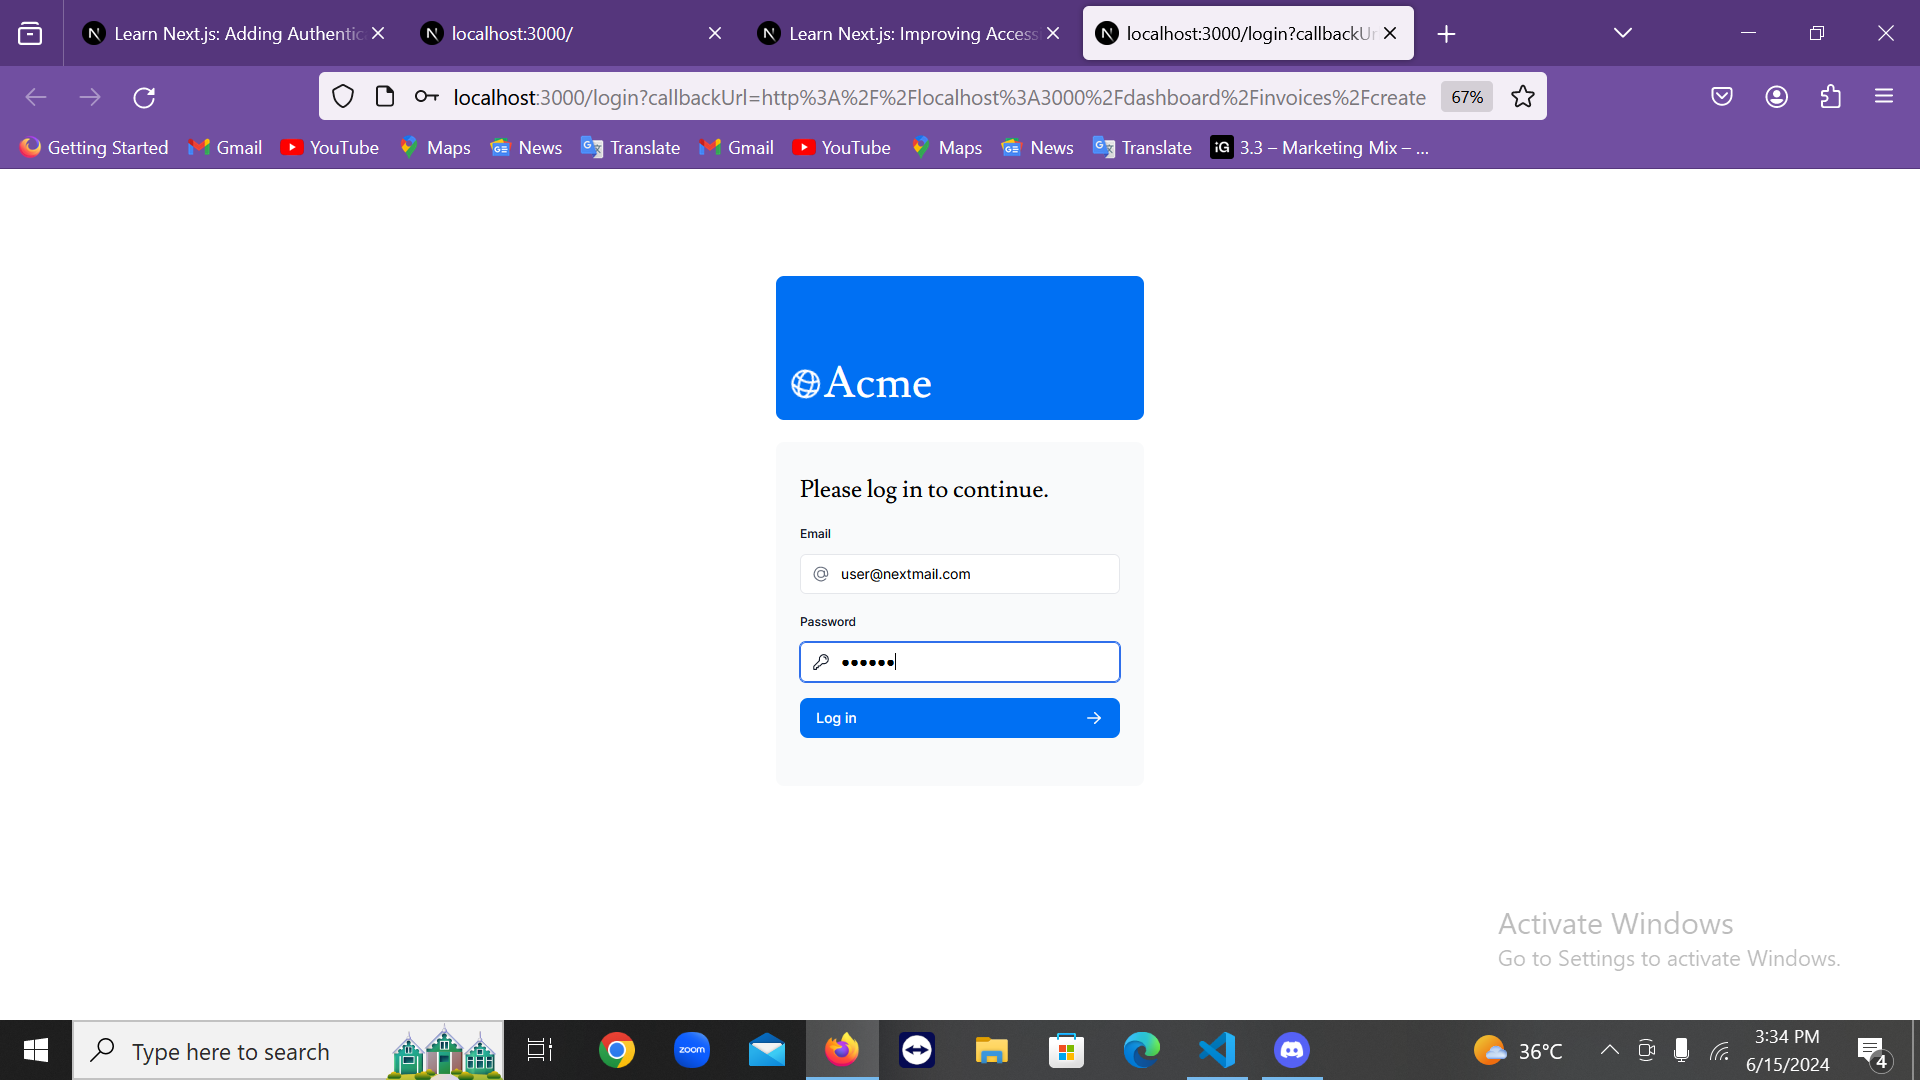 Learn Next.js: Adding Authentic
localhost:3000/
Learn Next.js: Improving Access
localhost:3000/login?callbackUr
localhost:3000/login?callbackUrl=http%3A%2F%2Flocalhost%3A3000%2Fdashboard%2Finvoices%2Fcreate
67%
Getting Started
Gmail
YouTube
Maps
News
Translate
Gmail
YouTube
Maps
News
Translate
iG
3.3 – Marketing Mix – ...
Acme
Please log in to continue.
Email
user@nextmail.com
Password
Log in
Activate Windows
Go to Settings to activate Windows.
Type here to search
zoom
36°C
3:34 PM
6/15/2024
4